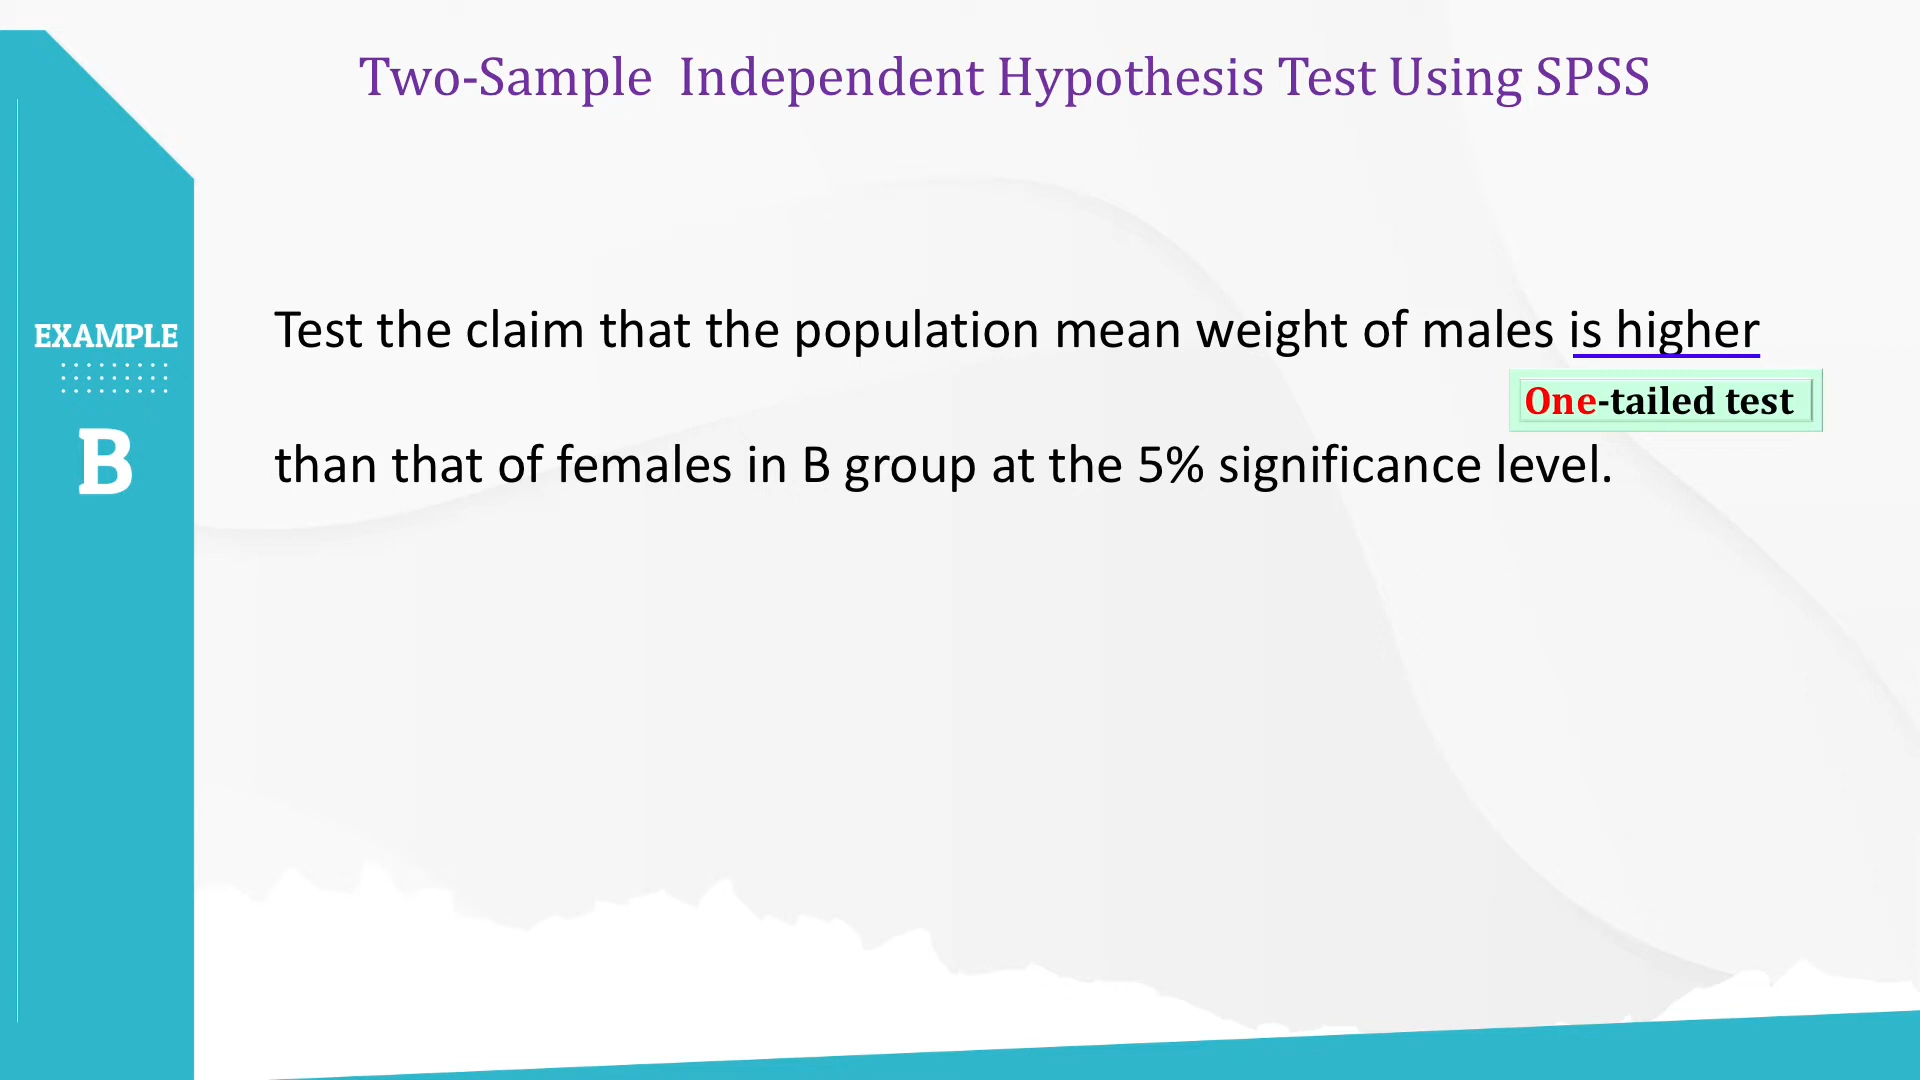 Two-Sample Independent Hypothesis Test Using SPSS
EXAMPLE
B
Test the claim that the population mean weight of males is higher
One-tailed test
than that of females in B group at the 5% significance level.